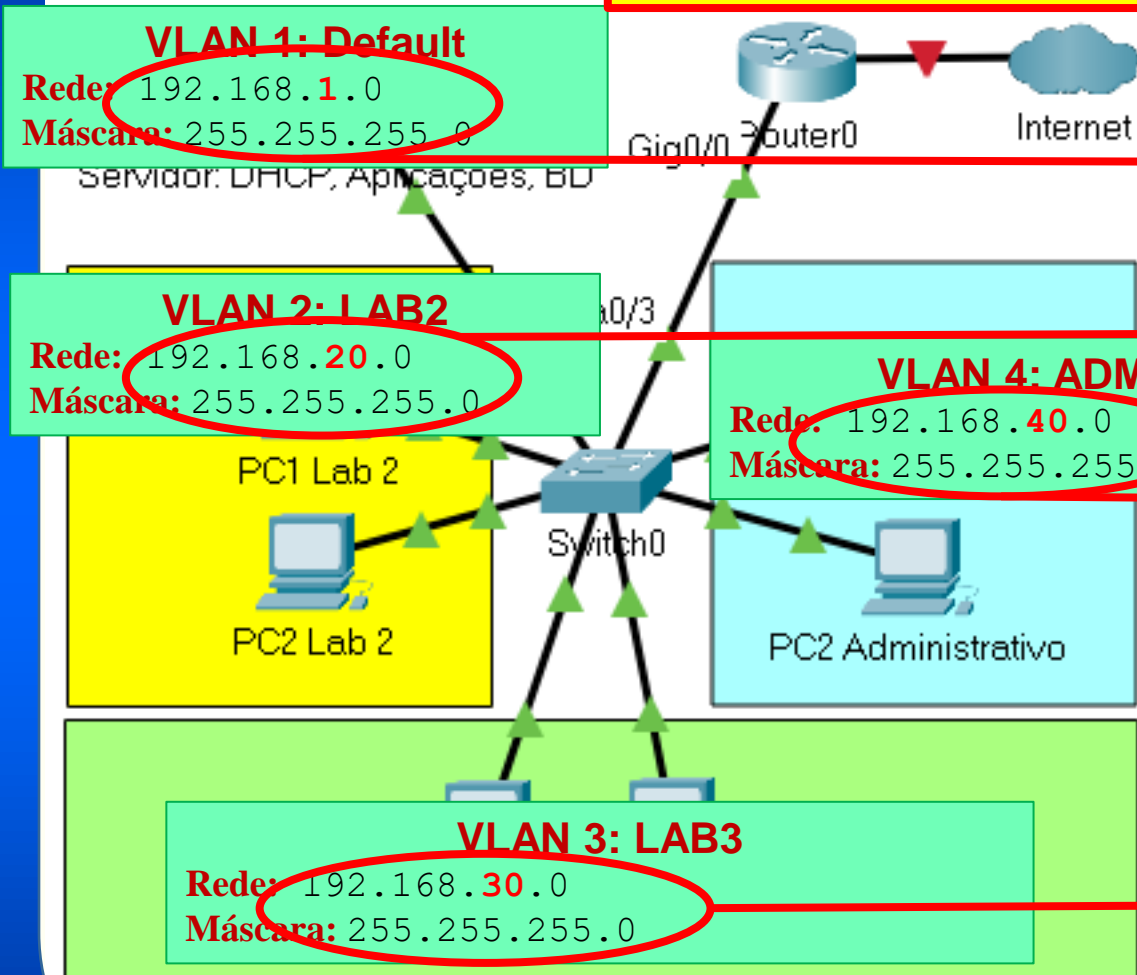 VLAN 1: Default
Rede: 192.168.1.0
Máscara: 255.255.255.0
Servidor: DHCP, Aplicações, BD
Gig0/0
Router0
Internet
VLAN 2: LAB2
Rede: 192.168.20.0
Máscara: 255.255.255.0
a0/3
VLAN 4: ADM
Rede: 192.168.40.0
Máscara: 255.255.255
PC1 Lab 2
Switch0
PC2 Lab 2
PC2 Administrativo
VLAN 3: LAB3
Rede: 192.168.30.0
Máscara: 255.255.255.0